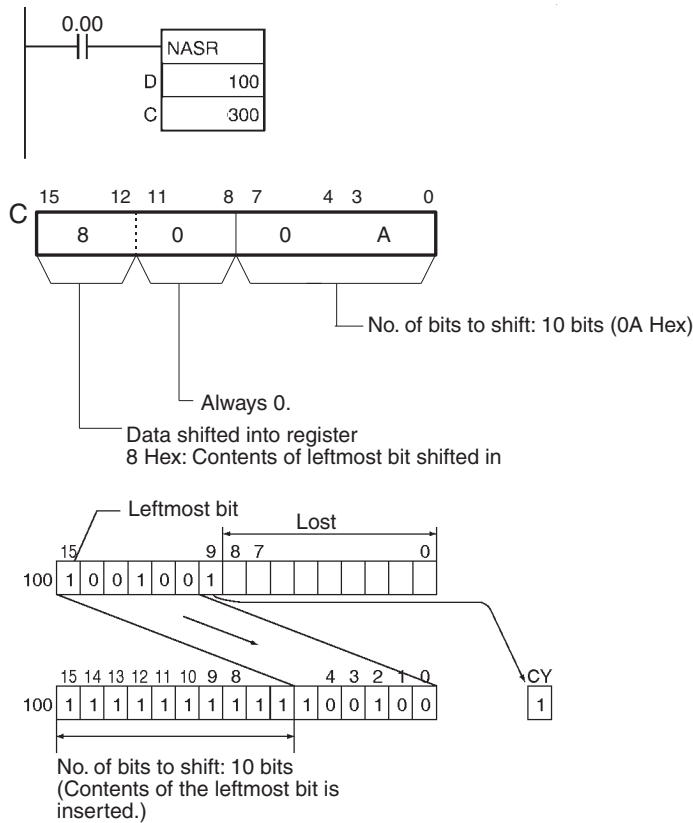 0.00
NASR
D 100
C 300
15 12 11 8 7 4 3 0
C 8 0 0 A
No. of bits to shift: 10 bits (0A Hex)
Always 0.
Data shifted into register
8 Hex: Contents of leftmost bit shifted in
Leftmost bit
Lost
15 9 8 7 0
100 1 0 0 1 0 0 1
15 14 13 12 11 10 9 8 4 3 2 1 0 CY
100 1 1 1 1 1 1 1 1 1 1 1 0 0 1 0 0 1
No. of bits to shift: 10 bits
(Contents of the leftmost bit is
inserted.)